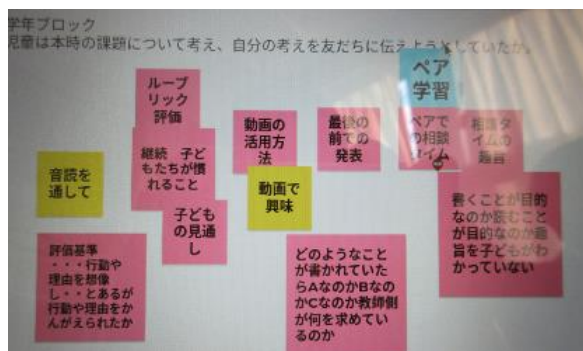 学年ブロック
児童は本時の課題について考え、自分の考えを友だちに伝えようとしていたか。
ペア
学習
ルーブ
リック
評価
動画の
活用方
法
最後の
前での
発表
ペアで
の相談
タイム
相談タ
イムの
趣旨
継続 子ど
もたちが慣
れること
音読を
通して
動画で
興味
子ども
の見通
し
書くことが目的
なのか読むこと
が目的なのか趣
旨を子どもがわ
かっていない
評価基準
・・・行動や
理由を想像
し・・とあるが
行動や理由をか
んがえられたか
どのようなこと
が書かれていた
らAなのかBなの
かCなのか教師側
が何を求めてい
るのか